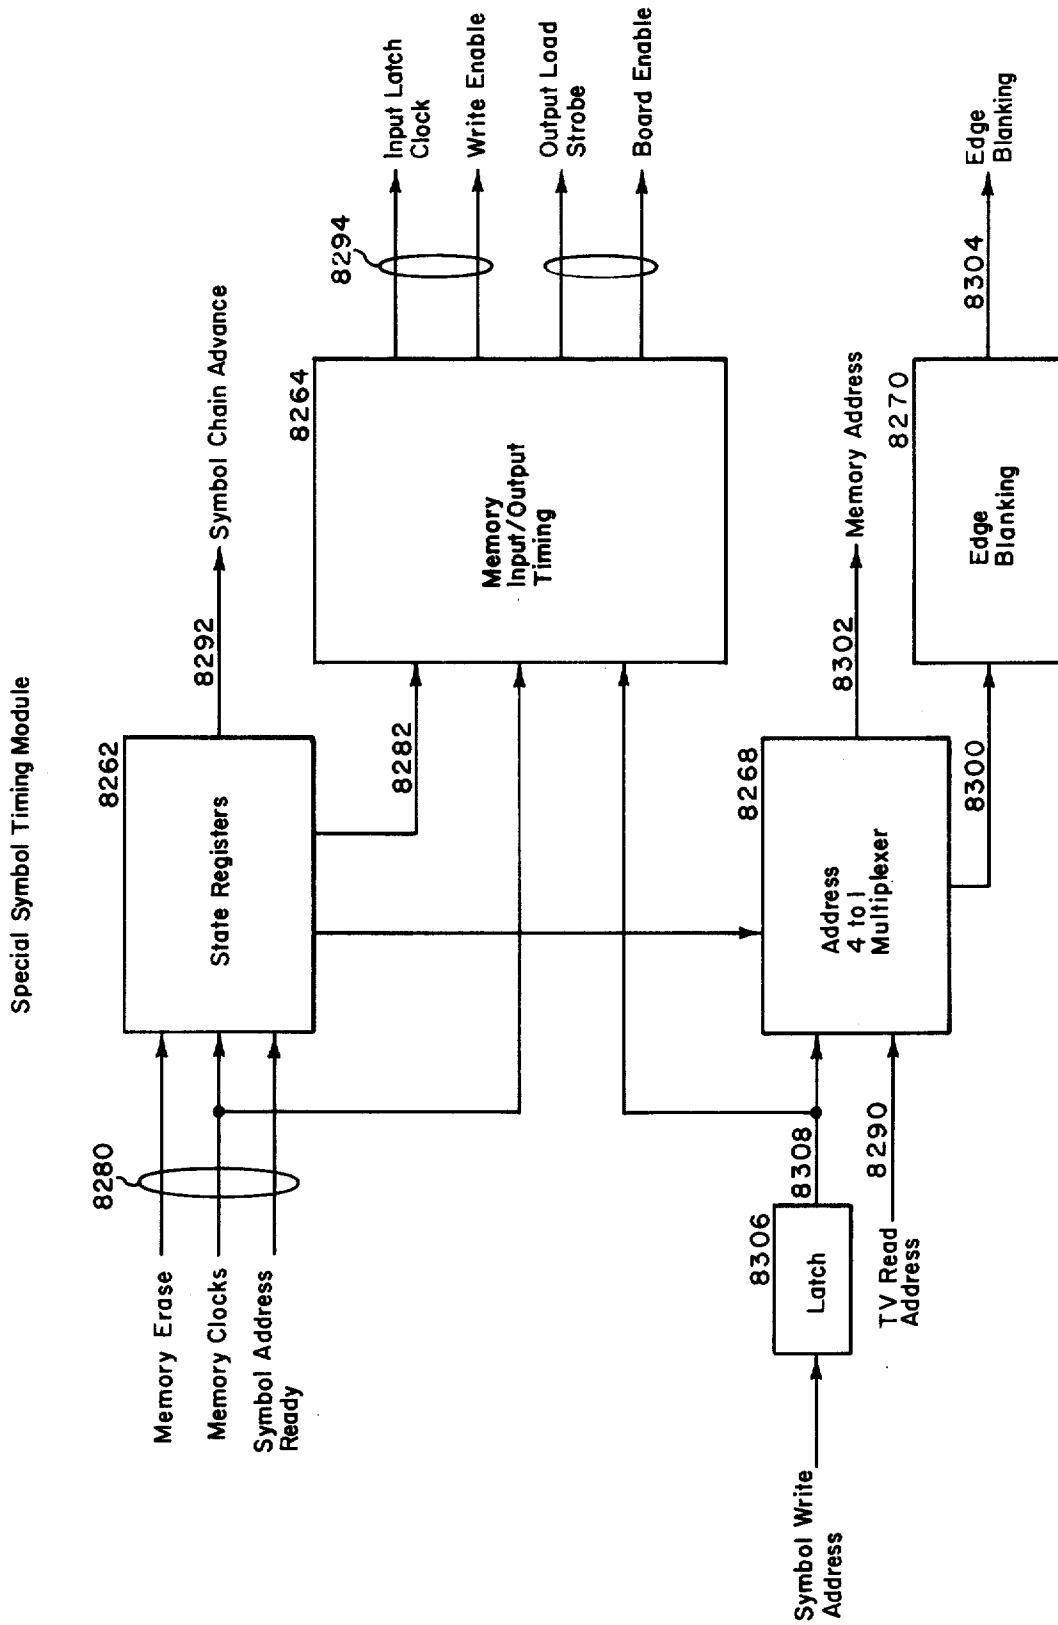 Special Symbol Timing Module
Memory Erase
Memory Clocks
Symbol Address
Ready
8280
8262
State Registers
8292
Symbol Chain Advance
8282
8264
Memory
Input/Output
Timing
8294
Input Latch
Clock
Write Enable
Output Load
Strobe
Board Enable
Symbol Write
Address
8306
Latch
8308
TV Read
Address
8290
8268
Address
4 to 1
Multiplexer
8302
Memory Address
8300
8270
Edge
Blanking
8304
Edge
Blanking